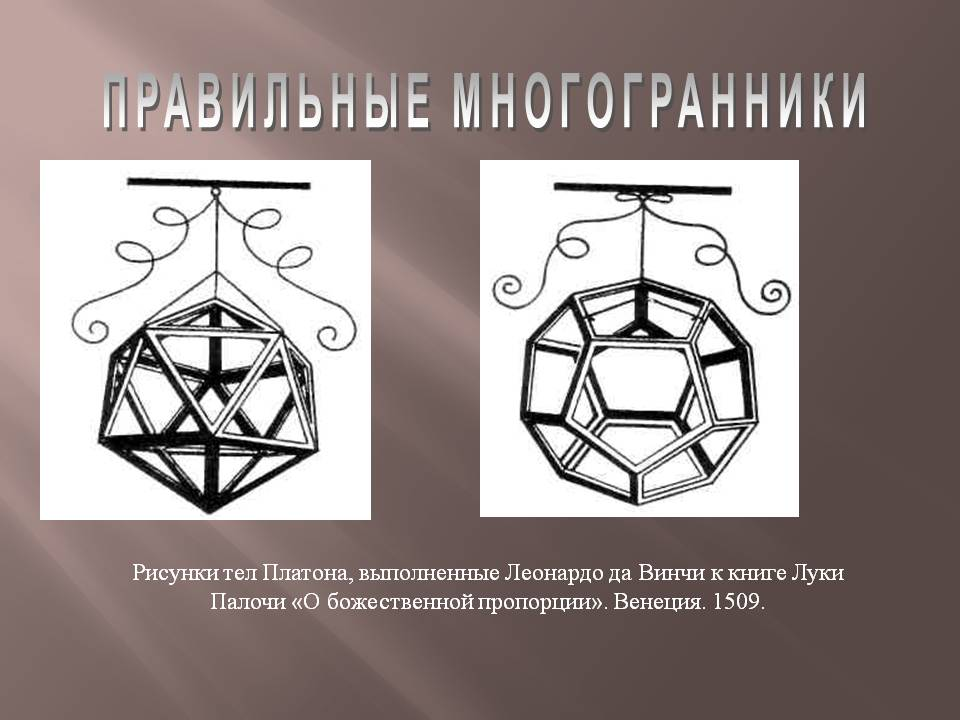 ПРАВИЛЬНЫЕ МНОГОГРАННИКИ
Рисунки тел Платона, выполненные Леонардо да Винчи к книге Луки
Палочи «О божественной пропорции». Венеция. 1509.